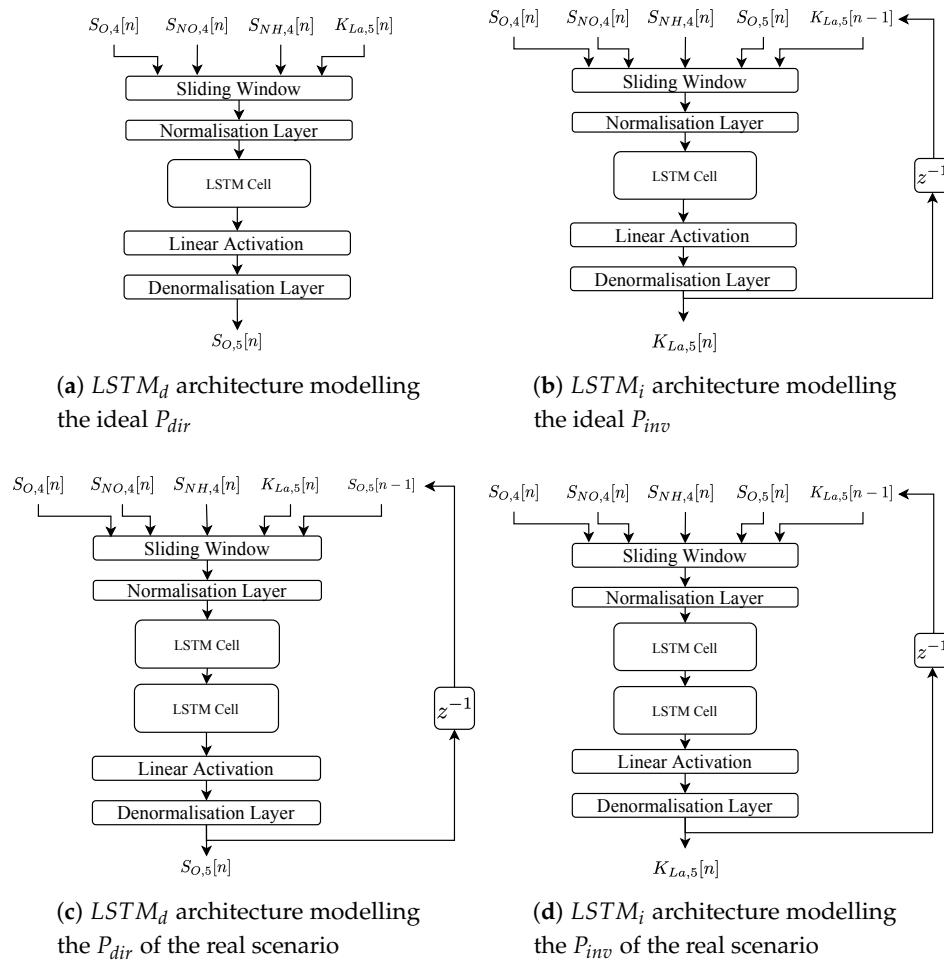 S_{O,4}[n] S_{NO,4}[n] S_{NH,4}[n] K_{La,5}[n]
Sliding Window
Normalisation Layer
LSTM Cell
Linear Activation
Denormalisation Layer
S_{O,5}[n]
(a) LSTM_d architecture modelling
the ideal P_{dir}
S_{O,4}[n] S_{NO,4}[n] S_{NH,4}[n] S_{O,5}[n] K_{La,5}[n−1]
Sliding Window
Normalisation Layer
LSTM Cell
z^{−1}
Linear Activation
Denormalisation Layer
K_{La,5}[n]
(b) LSTM_i architecture modelling
the ideal P_{inv}
S_{O,4}[n] S_{NO,4}[n] S_{NH,4}[n] K_{La,5}[n] S_{O,5}[n−1]
Sliding Window
Normalisation Layer
LSTM Cell
LSTM Cell
z^{−1}
Linear Activation
Denormalisation Layer
S_{O,5}[n]
(c) LSTM_d architecture modelling
the P_{dir} of the real scenario
S_{O,4}[n] S_{NO,4}[n] S_{NH,4}[n] S_{O,5}[n] K_{La,5}[n−1]
Sliding Window
Normalisation Layer
LSTM Cell
z^{−1}
LSTM Cell
Linear Activation
Denormalisation Layer
K_{La,5}[n]
(d) LSTM_i architecture modelling
the P_{inv} of the real scenario